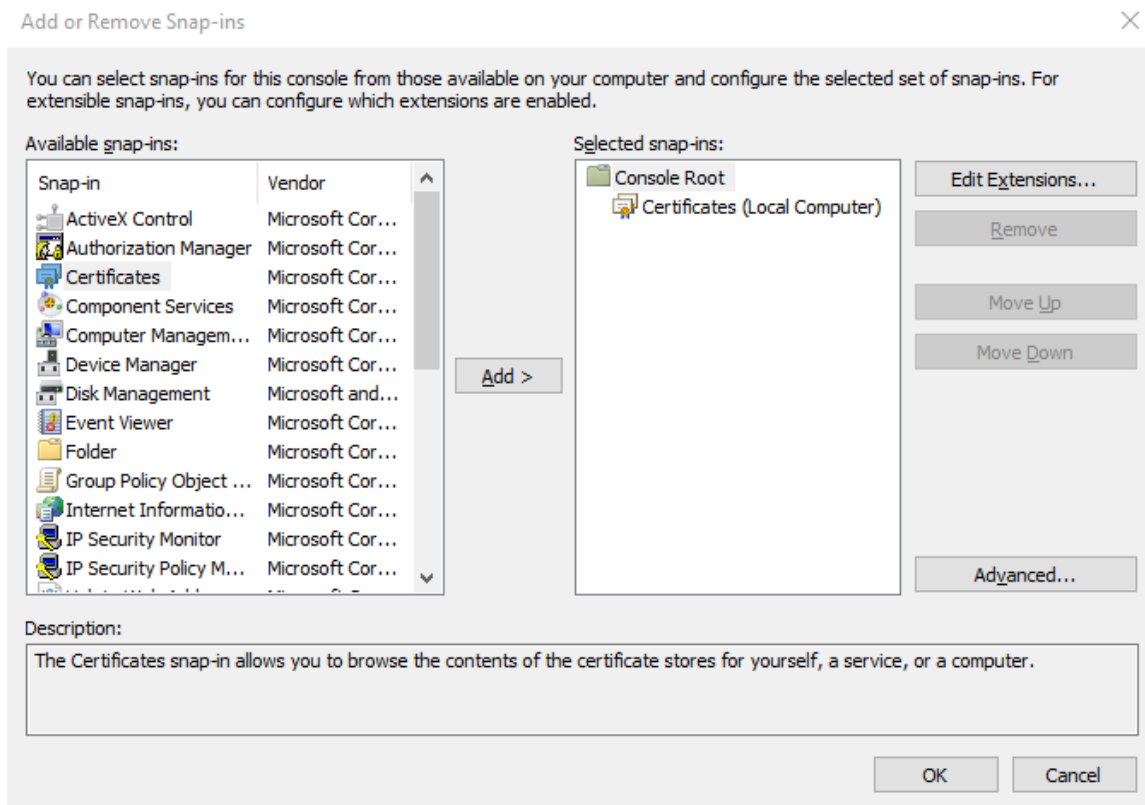 Add or Remove Snap-ins
You can select snap-ins for this console from those available on your computer and configure the selected set of snap-ins. For
extensible snap-ins, you can configure which extensions are enabled.
Available snap-ins:
Snap-in Vendor
ActiveX Control Microsoft Cor...
Authorization Manager Microsoft Cor...
Certificates Microsoft Cor...
Component Services Microsoft Cor...
Computer Managem... Microsoft Cor...
Device Manager Microsoft Cor...
Disk Management Microsoft and...
Event Viewer Microsoft Cor...
Folder Microsoft Cor...
Group Policy Object ... Microsoft Cor...
Internet Informatio... Microsoft Cor...
IP Security Monitor Microsoft Cor...
IP Security Policy M... Microsoft Cor...
Add >
Selected snap-ins:
Console Root
Certificates (Local Computer)
Edit Extensions...
Remove
Move Up
Move Down
Advanced...
Description:
The Certificates snap-in allows you to browse the contents of the certificate stores for yourself, a service, or a computer.
OK Cancel